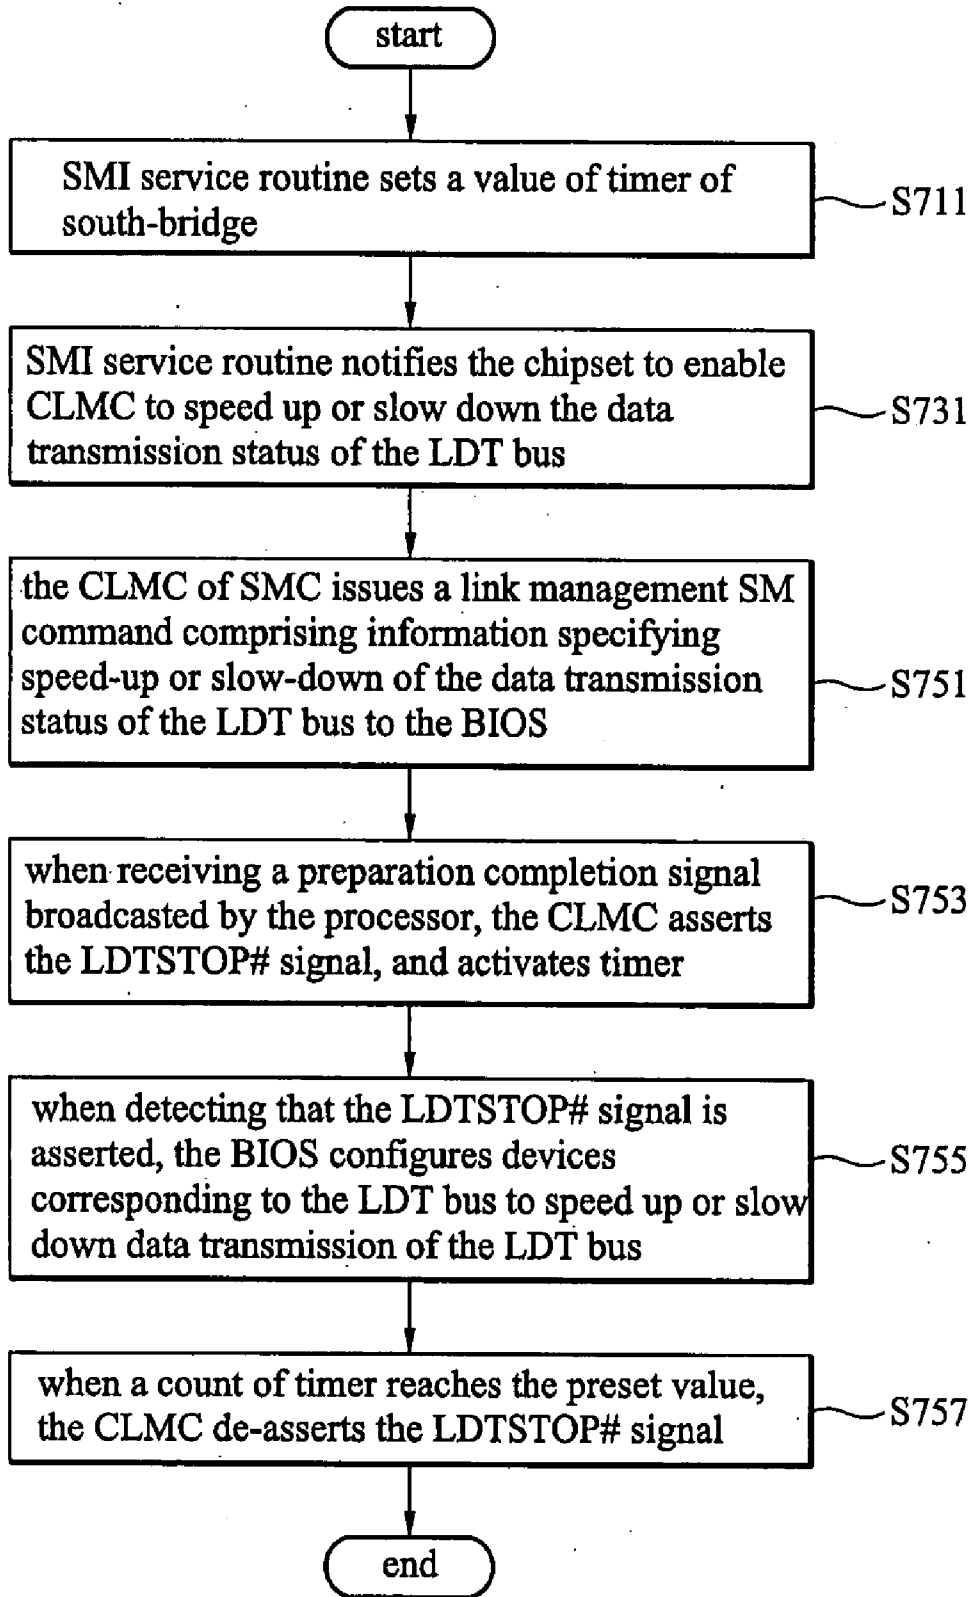 start
SMI service routine sets a value of timer of
south-bridge
S711
SMI service routine notifies the chipset to enable
CLMC to speed up or slow down the data
transmission status of the LDT bus
S731
the CLMC of SMC issues a link management SM
command comprising information specifying
speed-up or slow-down of the data transmission
status of the LDT bus to the BIOS
S751
when receiving a preparation completion signal
broadcasted by the processor, the CLMC asserts
the LDTSTOP# signal, and activates timer
S753
when detecting that the LDTSTOP# signal is
asserted, the BIOS configures devices
corresponding to the LDT bus to speed up or slow
down data transmission of the LDT bus
S755
when a count of timer reaches the preset value,
the CLMC de-asserts the LDTSTOP# signal
S757
end